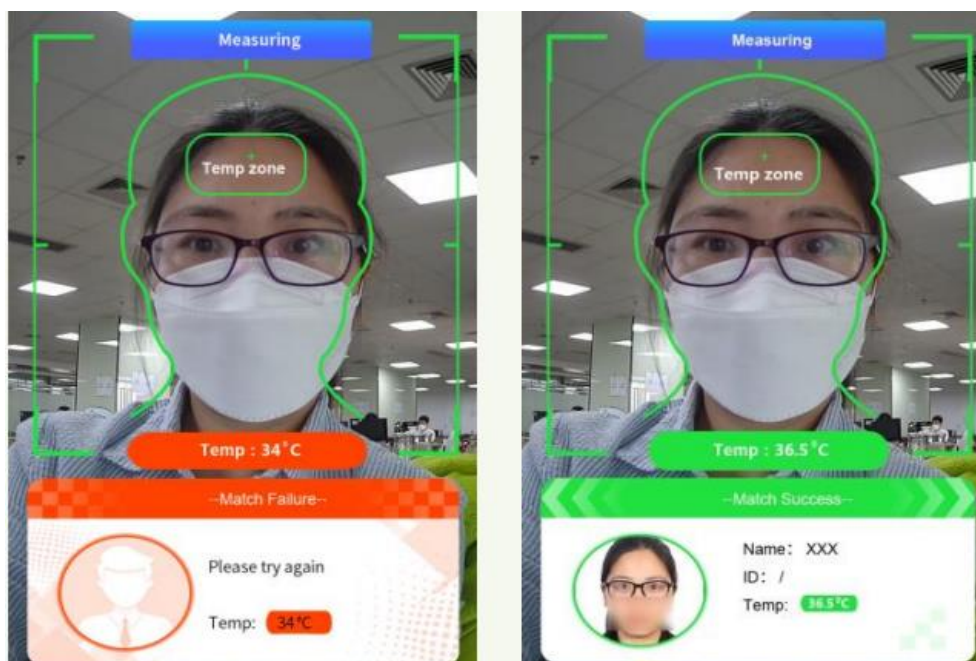 Measuring
Temp zone
Temp : 34°C
--Match Failure--
Please try again
Temp: 34°C
Measuring
Temp zone
Temp : 36.5°C
--Match Success--
Name: XXX
ID: /
Temp: 36.5°C